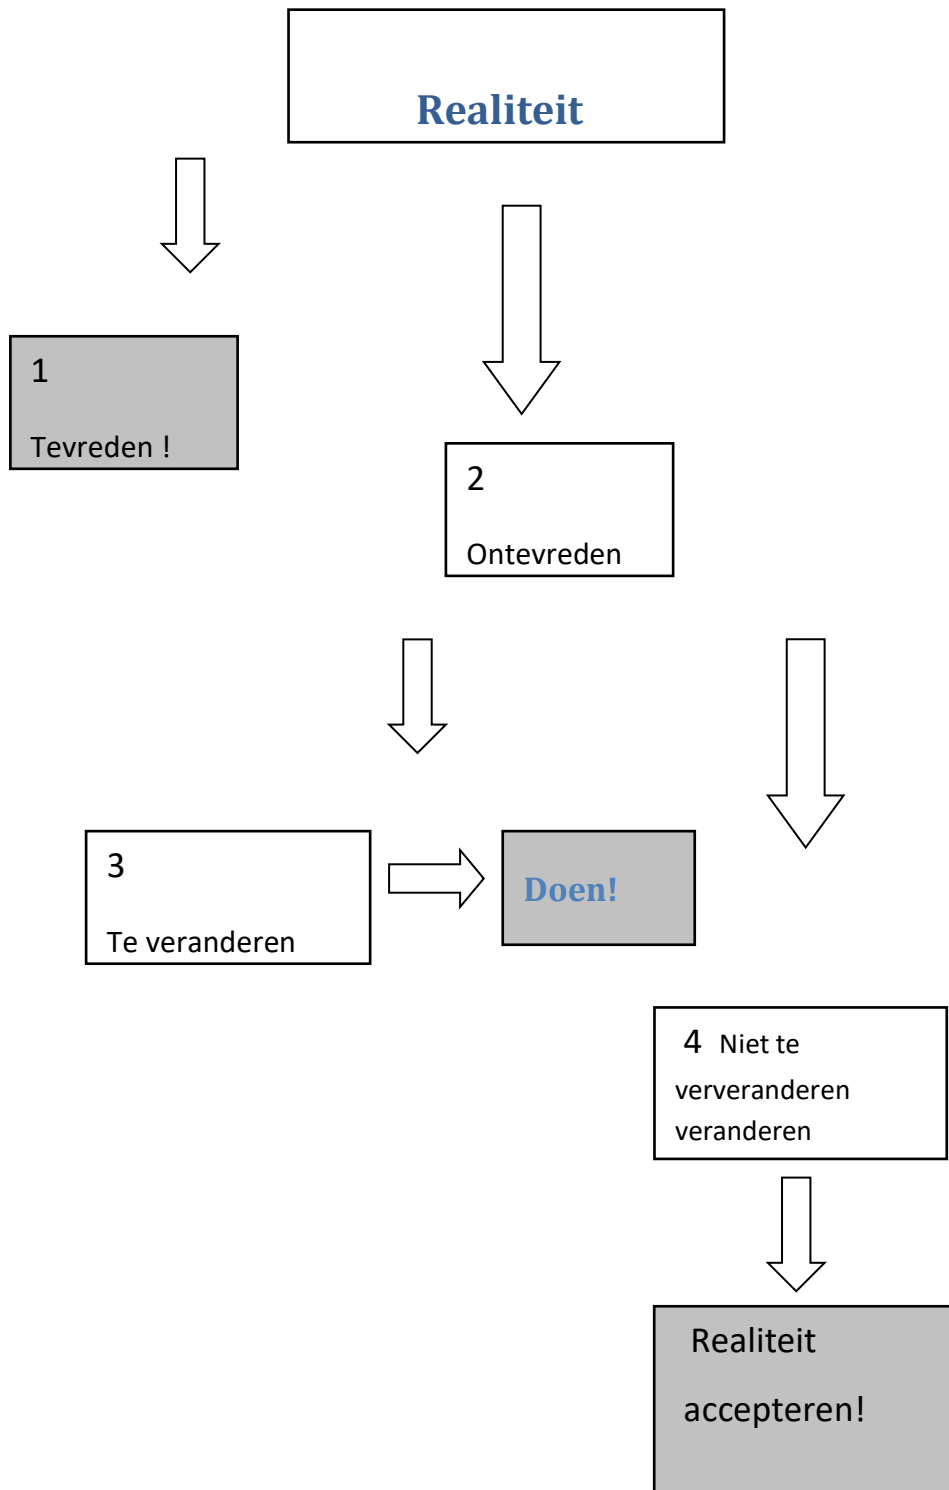 Realiteit
1
Tevreden !
2
Ontevreden
3
Te veranderen
Doen!
4 Niet te
ververanderen
veranderen
Realiteit
accepteren!